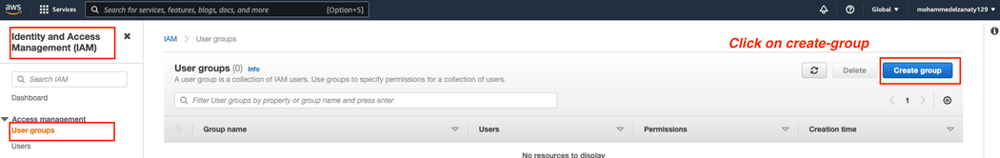 aws
Services
Search for services, features, blogs, docs, and more
[Option+S]
Global
mohammedelzanaty129
Identity and Access
Management (IAM)
Search IAM
Dashboard
Access management
User groups
Users
IAM
User groups
Click on create-group
User groups (0) Info
A user group is a collection of IAM users. Use groups to specify permissions for a collection of users.
Delete
Create group
Filter User groups by property or group name and press enter
1
Group name
Users
Permissions
Creation time
No resources to display